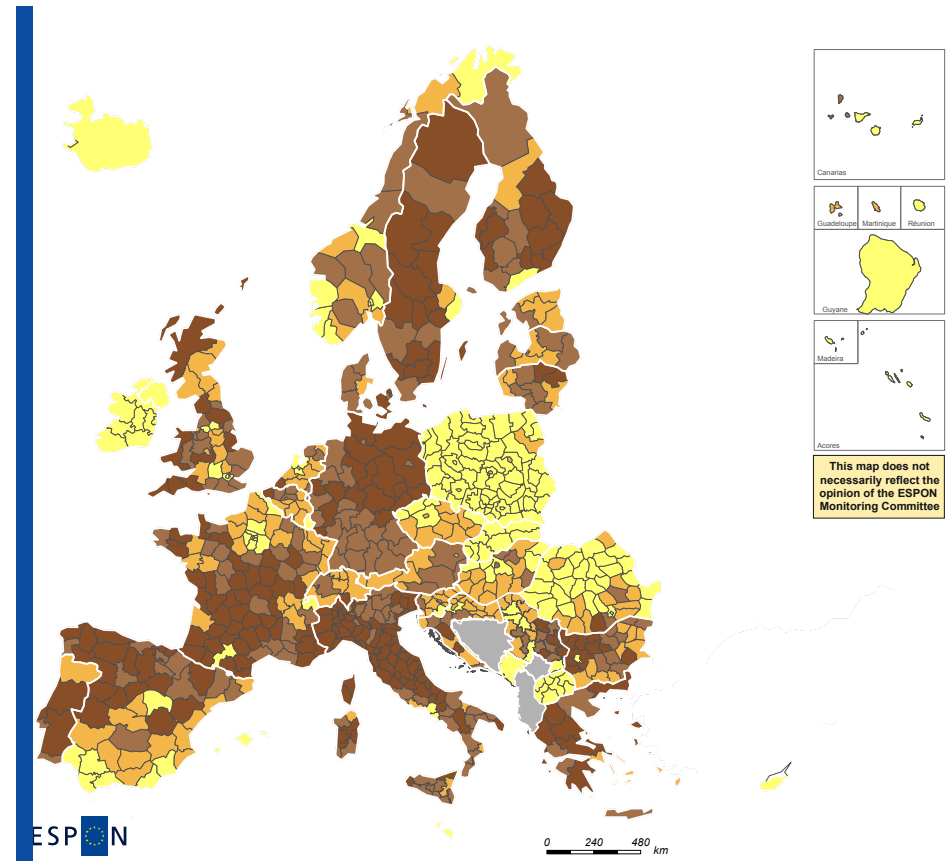 Canarias
Guadeloupe Martinique Réunion
Guyane
Madeira
Acores
This map does not
necessarily reflect the
opinion of the ESPON
Monitoring Committee
ESPON
0 240 480
km